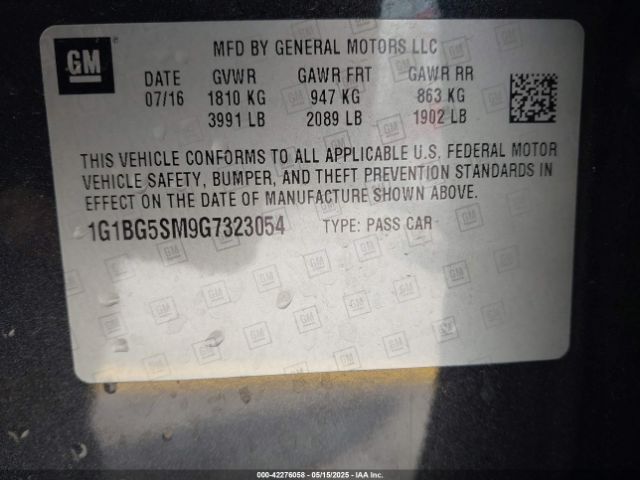 GM
MFD BY GENERAL MOTORS LLC
DATE GVWR GAWR FRT GAWR RR
07/16 1810 KG 947 KG 863 KG
3991 LB 2089 LB 1902 LB
THIS VEHICLE CONFORMS TO ALL APPLICABLE U.S. FEDERAL MOTOR
VEHICLE SAFETY, BUMPER, AND THEFT PREVENTION STANDARDS IN
EFFECT ON THE DATE OF MANUFACTURE SHOWN ABOVE.
1G1BG5SM9G7323054 TYPE: PASS CAR
000-42276058 - 05/15/2025 - IAA Inc.